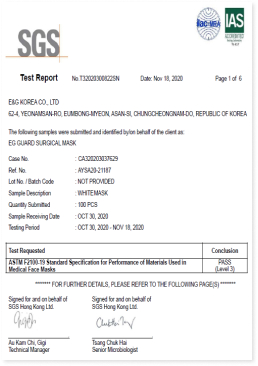 ilac-MRA
IAS
ACCREDITED
SGS
Test Report No.T32020300822SN Date: Nov 18, 2020 Page 1 of 6
E&G KOREA CO., LTD
62-4, YEONAMSAN-RO, EUMBONG-MYEON, ASAN-SI, CHUNGCHEONGNAM-DO, REPUBLIC OF KOREA
The following samples were submitted and identified by/on behalf of the client as:
EG GUARD SURGICAL MASK
Case No. : CA320203037629
Ref. No. : AYSA20-21187
Lot No. / Batch Code : NOT PROVIDED
Sample Description : WHITE MASK
Quantity Submitted : 100 PCS
Sample Receiving Date : OCT 30, 2020
Testing Period : OCT 30, 2020 - NOV 18, 2020
Test Requested Conclusion
ASTM F2100-19 Standard Specification for Performance of Materials Used in PASS
Medical Face Masks (Level 3)
******* FOR FURTHER DETAILS, PLEASE REFER TO THE FOLLOWING PAGE(S) *******
Signed for and on behalf of Signed for and on behalf of
SGS Hong Kong Ltd. SGS Hong Kong Ltd.
Au Kam Chi, Gigi Tsang Chuk Hai
Technical Manager Senior Microbiologist